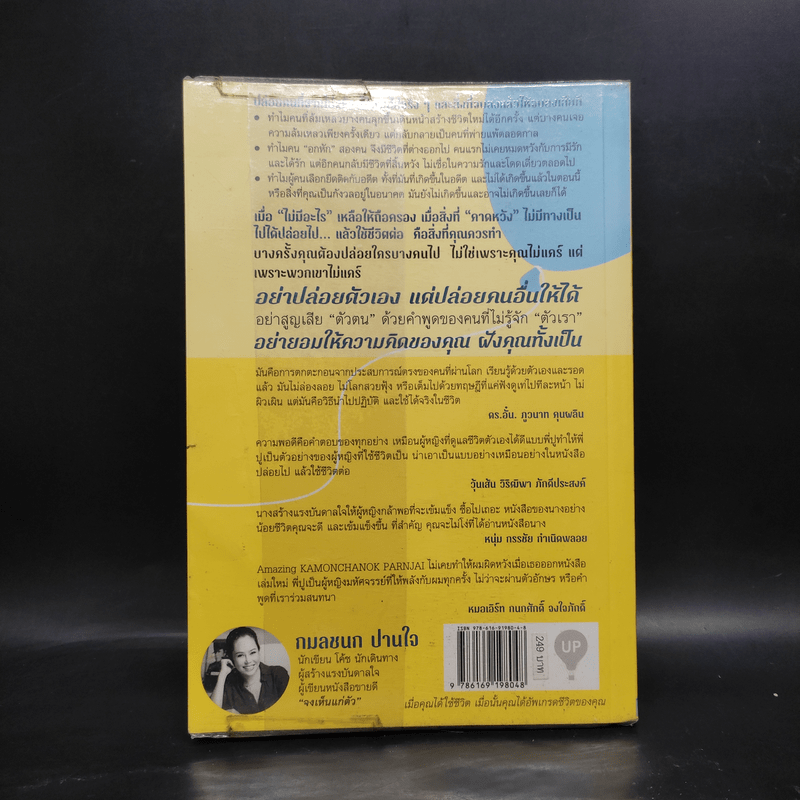 • ทำไมคนที่ล้มเหลวบางคนลุกขึ้นเดินหน้าสร้างชีวิตใหม่ได้อีกครั้ง แต่บางคนเจอ
ความล้มเหลวเพียงครั้งเดียว แต่กลับกลายเป็นคนที่พ่ายแพ้ตลอดกาล
• ทำไมคน "อกหัก" สองคน จึงมีชีวิตที่ต่างออกไป คนแรกไม่เคยหมดหวังกับการมีรัก
และได้รัก แต่อีกคนกลับมีชีวิตที่สิ้นหวัง ไม่เชื่อในความรักและโดดเดี่ยวตลอดไป
• ทำไมผู้คนเลือกยึดติดกับอดีต ทั้งที่มันที่เกิดขึ้นในอดีต และไม่ได้เกิดขึ้นแล้วในตอนนี้
หรือสิ่งที่คุณเป็นกังวลอยู่ในอนาคต มันยังไม่เกิดขึ้นและอาจไม่เกิดขึ้นเลยก็ได้
เมื่อ "ไม่มีอะไร" เหลือให้ถือครอง เมื่อสิ่งที่ "คาดหวัง" ไม่มีทางเป็น
ไปได้ปล่อยไป... แล้วใช้ชีวิตต่อ คือสิ่งที่คุณควรทำ
บางครั้งคุณต้องปล่อยใครบางคนไป ไม่ใช่เพราะคุณไม่แคร์ แต่
เพราะพวกเขาไม่แคร์
อย่าปล่อยตัวเอง แต่ปล่อยคนอื่นให้ได้
อย่าสูญเสีย "ตัวตน" ด้วยคำพูดของคนที่ไม่รู้จัก "ตัวเรา"
อย่ายอมให้ความคิดของคุณ ฝังคุณทั้งเป็น
มันคือการตกตะกอนจากประสบการณ์ตรงของคนที่ผ่านโลก เรียนรู้ด้วยตัวเองและรอด
แล้ว มันไม่ล่องลอย ไม่โลกสวยฟุ้ง หรือเต็มไปด้วยทฤษฎีที่แค่ฟังดูเท่ไปทีละหน้า ไม่
ผิวเผิน แต่มันคือวิธีนำไปปฏิบัติ และใช้ได้จริงในชีวิต
ดร.อั้น. ภูวนาท คุนผลิน
ความพอดีคือคำตอบของทุกอย่าง เหมือนผู้หญิงที่ดูแลชีวิตตัวเองได้ดีแบบพี่ปูทำให้พี่
ปูเป็นตัวอย่างของผู้หญิงที่ใช้ชีวิตเป็น น่าเอาเป็นแบบอย่างเหมือนอย่างในหนังสือ
ปล่อยไป แล้วใช้ชีวิตต่อ
วุ้นเส้น วิริฒิพา ภักดีประสงค์
นางสร้างแรงบันดาลใจให้ผู้หญิงกล้าพอที่จะเข้มแข็ง ซื้อไปเถอะ หนังสือของนางอย่าง
น้อยชีวิตคุณจะดี และเข้มแข็งขึ้น ที่สำคัญ คุณจะไม่โง่ที่ได้อ่านหนังสือนาง
หนุ่ม กรรชัย กำเนิดพลอย
Amazing KAMONCHANOK PARNJAI ไม่เคยทำให้ผมผิดหวังเมื่อเธอออกหนังสือ
เล่มใหม่ พี่ปูเป็นผู้หญิงมหัศจรรย์ที่ให้พลังกับผมทุกครั้ง ไม่ว่าจะผ่านตัวอักษร หรือคำ
พูดที่เราร่วมสนทนา
หมอเอิร์ท กนกศักดิ์ จงใจภักดิ์
กมลชนก ปานใจ
นักเขียน โค้ช นักเดินทาง
ผู้สร้างแรงบันดาลใจ
ผู้เขียนหนังสือขายดี
"จงเห็นแก่ตัว"
ISBN 978-616-91980-4-8
9 786169 198048
249 บาท
UP
เมื่อคุณได้ใช้ชีวิต เมื่อนั้นคุณได้อัพเกรดชีวิตของคุณ